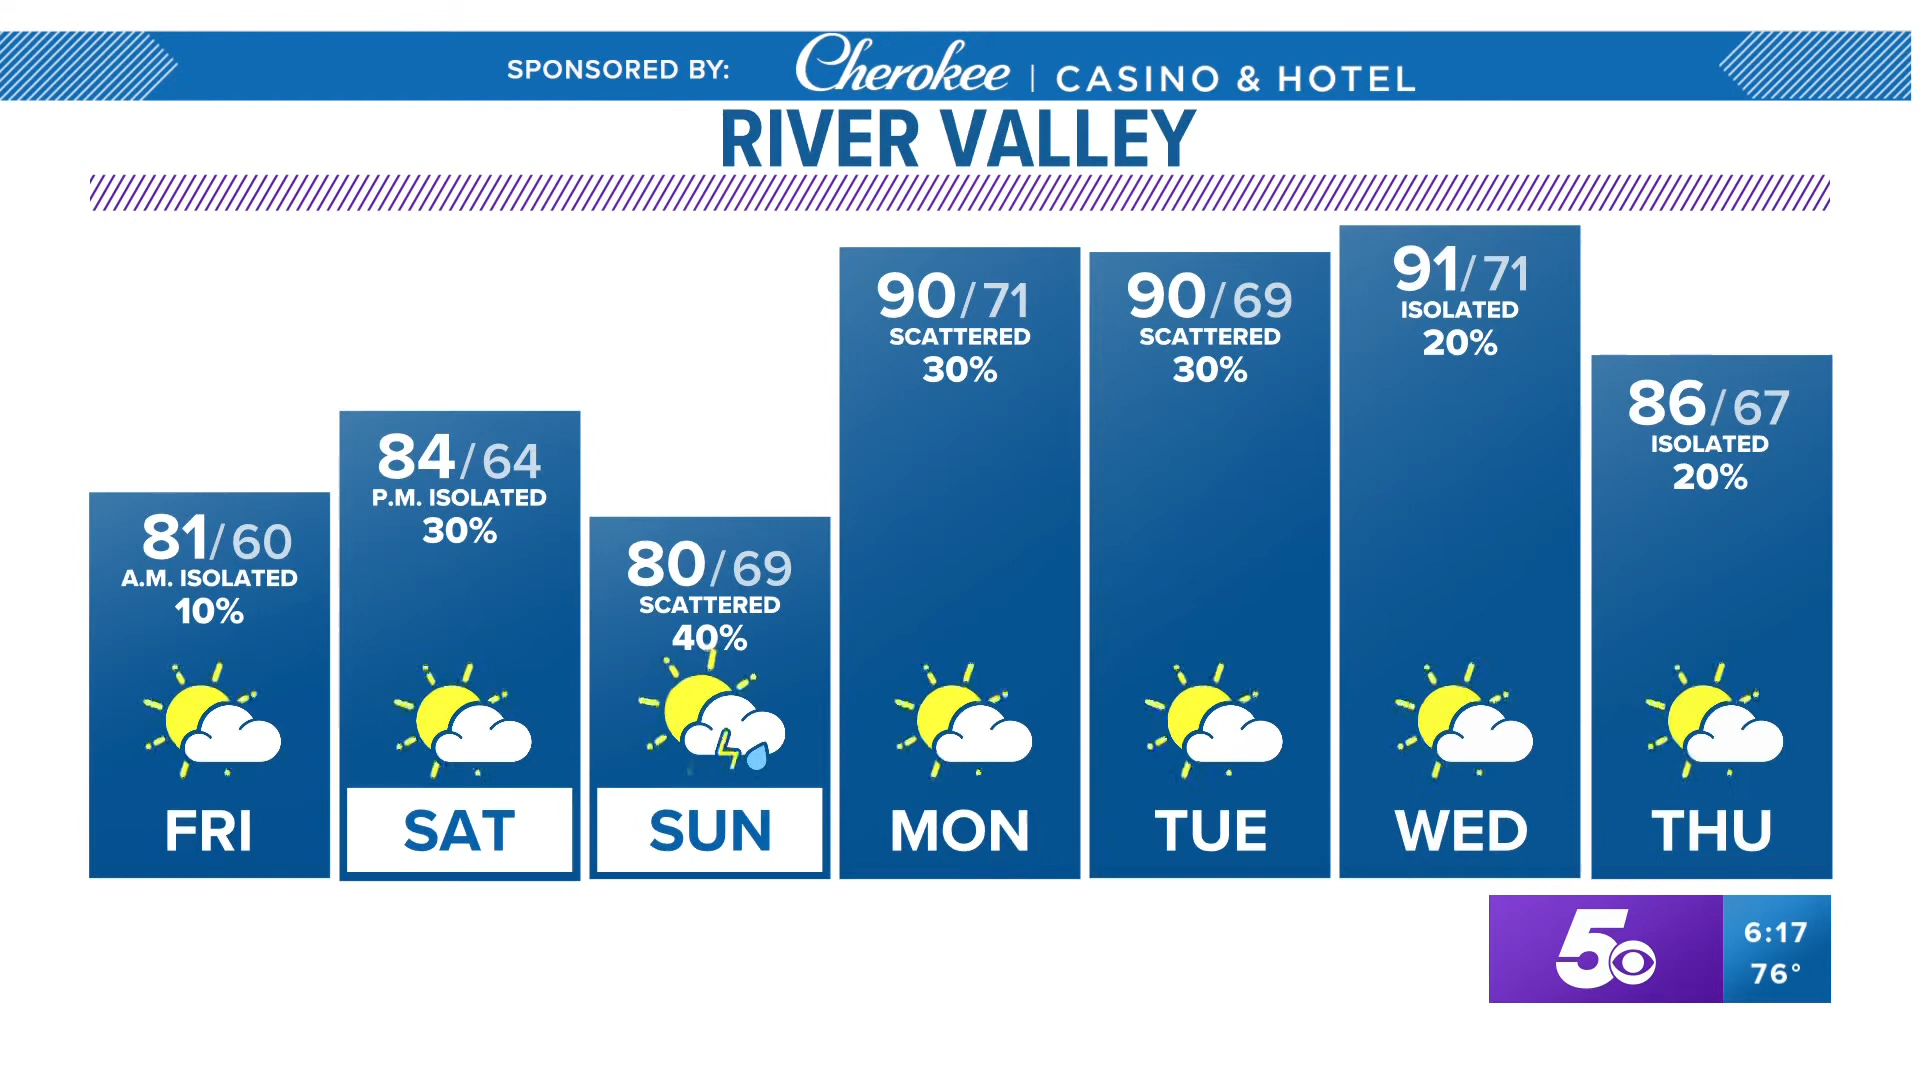 SPONSORED BY: Cherokee | CASINO & HOTEL
RIVER VALLEY
81/60
A.M. ISOLATED
10%
FRI
84/64
P.M. ISOLATED
30%
SAT
80/69
SCATTERED
40%
SUN
90/71
SCATTERED
30%
MON
90/69
SCATTERED
30%
TUE
91/71
ISOLATED
20%
WED
86/67
ISOLATED
20%
THU
5
6:17
76°